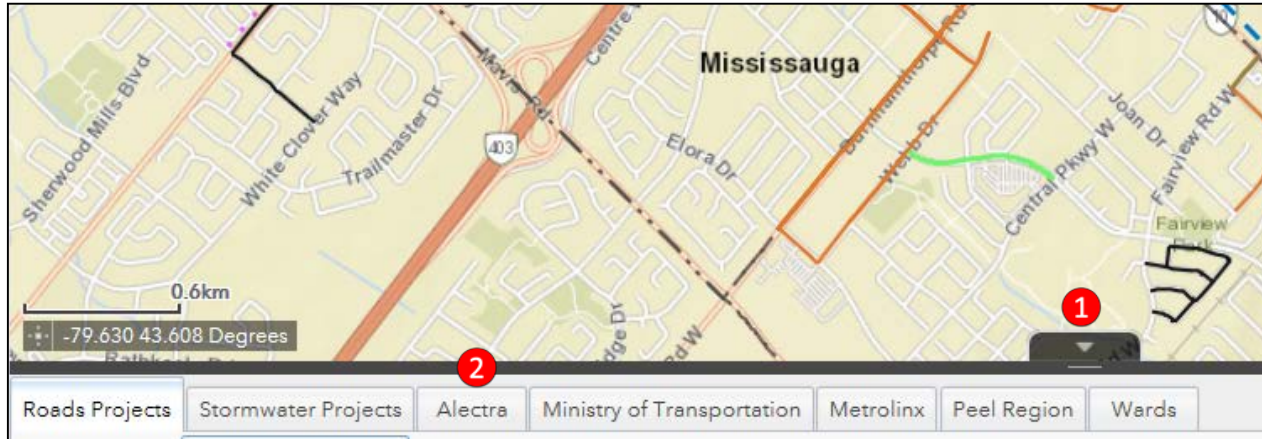 Sherwood Mills Blvd
White Clover Way
Trailmaster Dr
Mavis Rd
Centre
403
Mississauga
Elora Dr
Burnhamthorpe Rd
Webb Dr
Central Pkwy W
Joan Dr
Fairview Rd W
10
Fairview
Park
0.6km
-79.630 43.608 Degrees
1
2
Roads Projects Stormwater Projects Alectra Ministry of Transportation Metrolinx Peel Region Wards